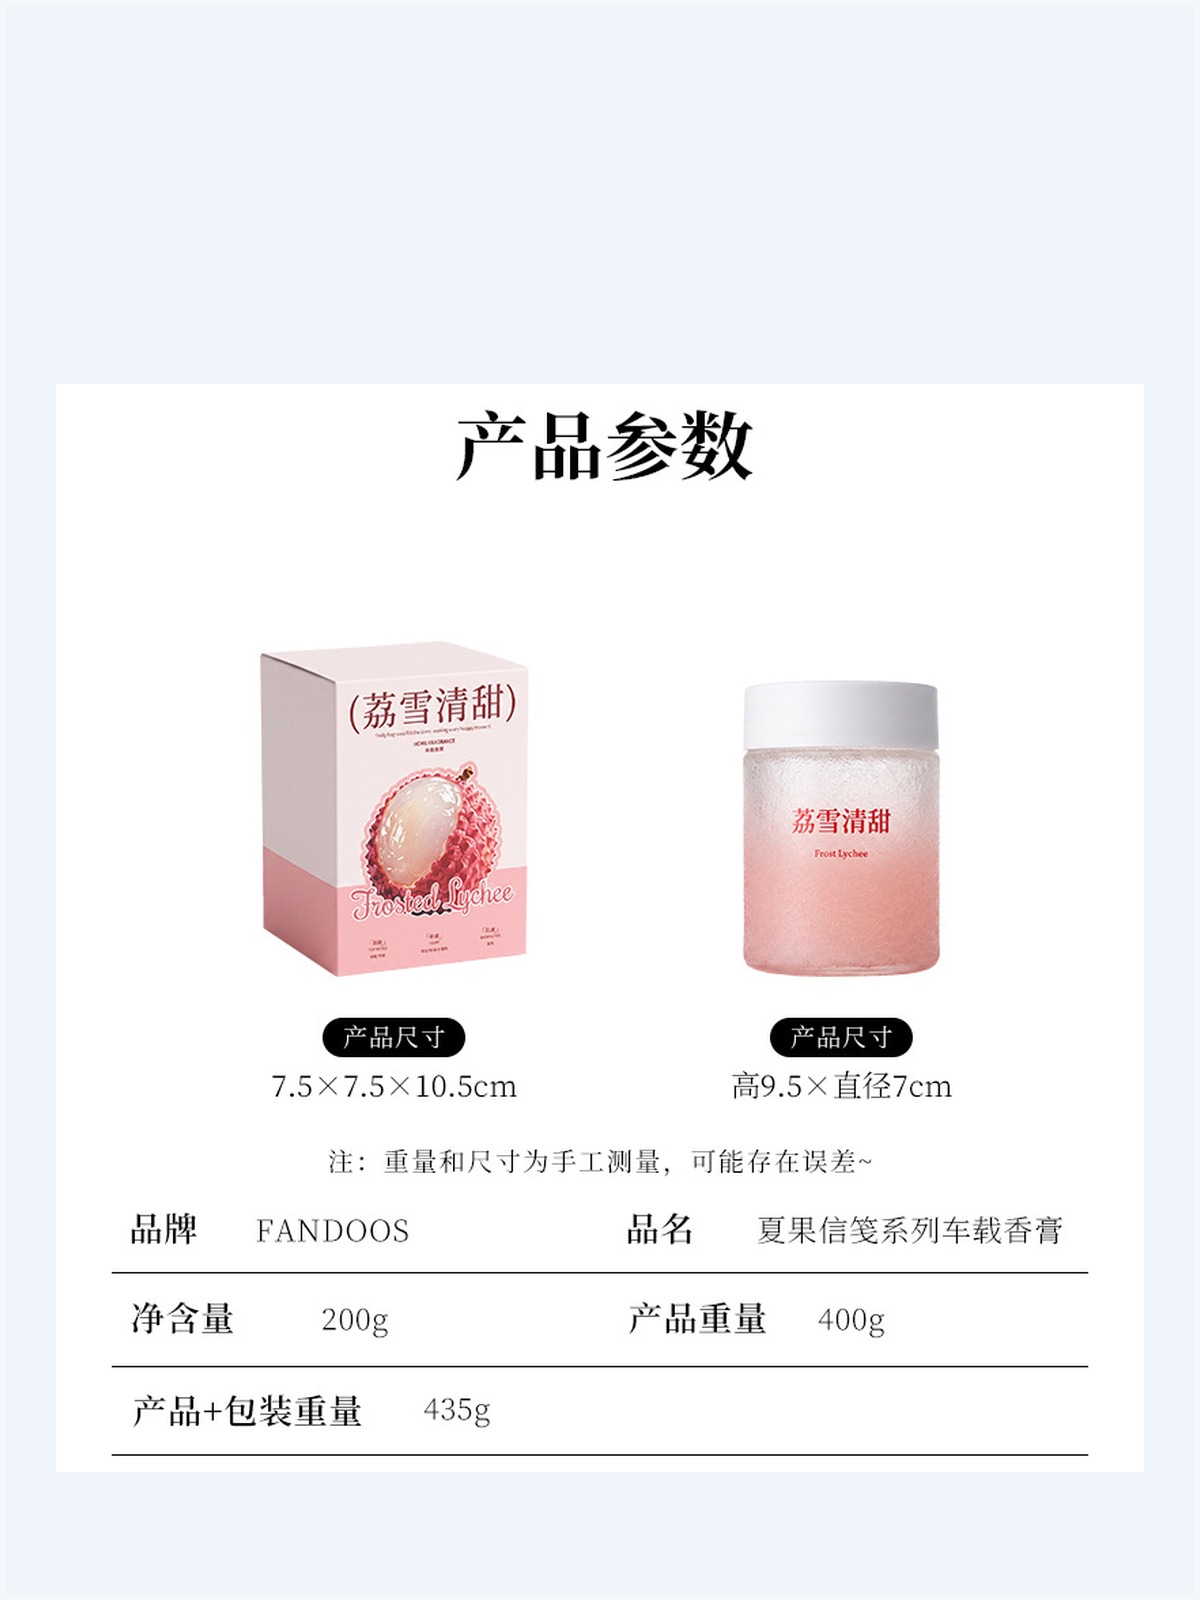 产品参数
(荔雪清甜)
HOME FRAGRANCE
Frosted Lychee
荔雪清甜
Frost Lychee
产品尺寸
7.5×7.5×10.5cm
产品尺寸
高9.5×直径7cm
注：重量和尺寸为手工测量，可能存在误差~
品牌 FANDOOS 品名 夏果信笺系列车载香膏
净含量 200g 产品重量 400g
产品+包装重量 435g